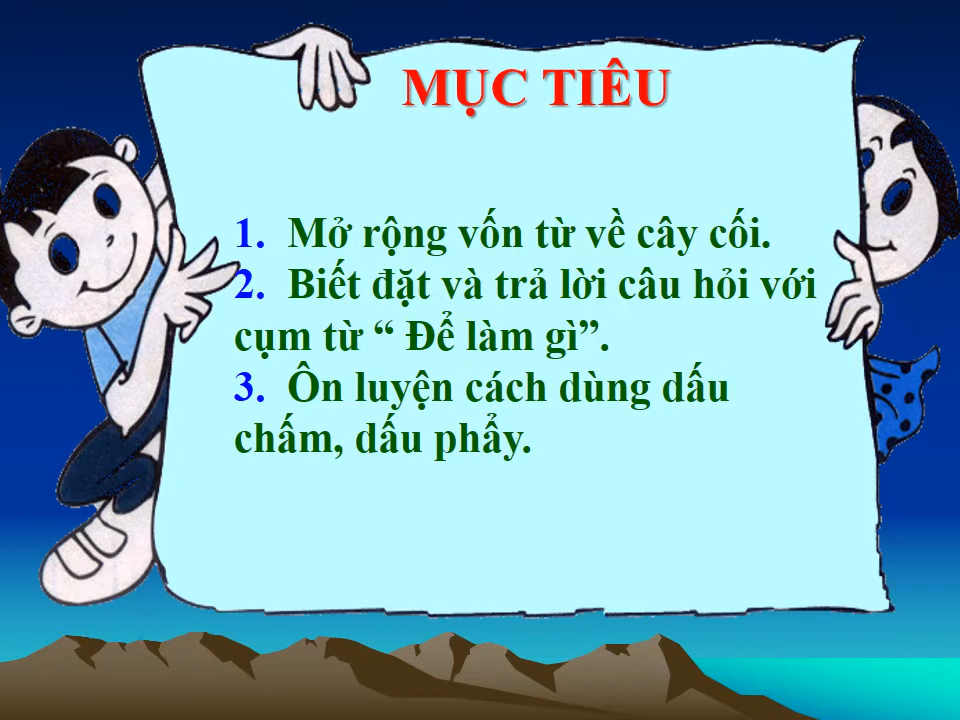 MỤC TIÊU
1. Mở rộng vốn từ về cây cối.
2. Biết đặt và trả lời câu hỏi với
cụm từ “ Để làm gì”.
3. Ôn luyện cách dùng dấu
chấm, dấu phẩy.